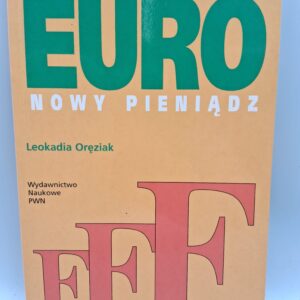 EURO
NOWY PIENIĄDZ
Leokadia Oręziak
Wydawnictwo
Naukowe
PWN
F F F